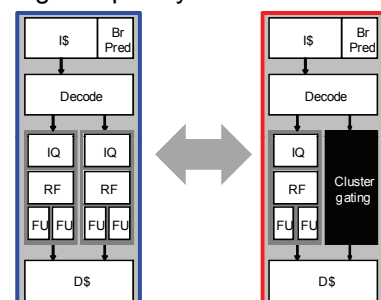 I$
Br
Pred
Decode
IQ
IQ
RF
RF
FU
FU
FU
FU
D$
I$
Br
Pred
Decode
IQ
RF
FU
FU
Cluster
gating
D$